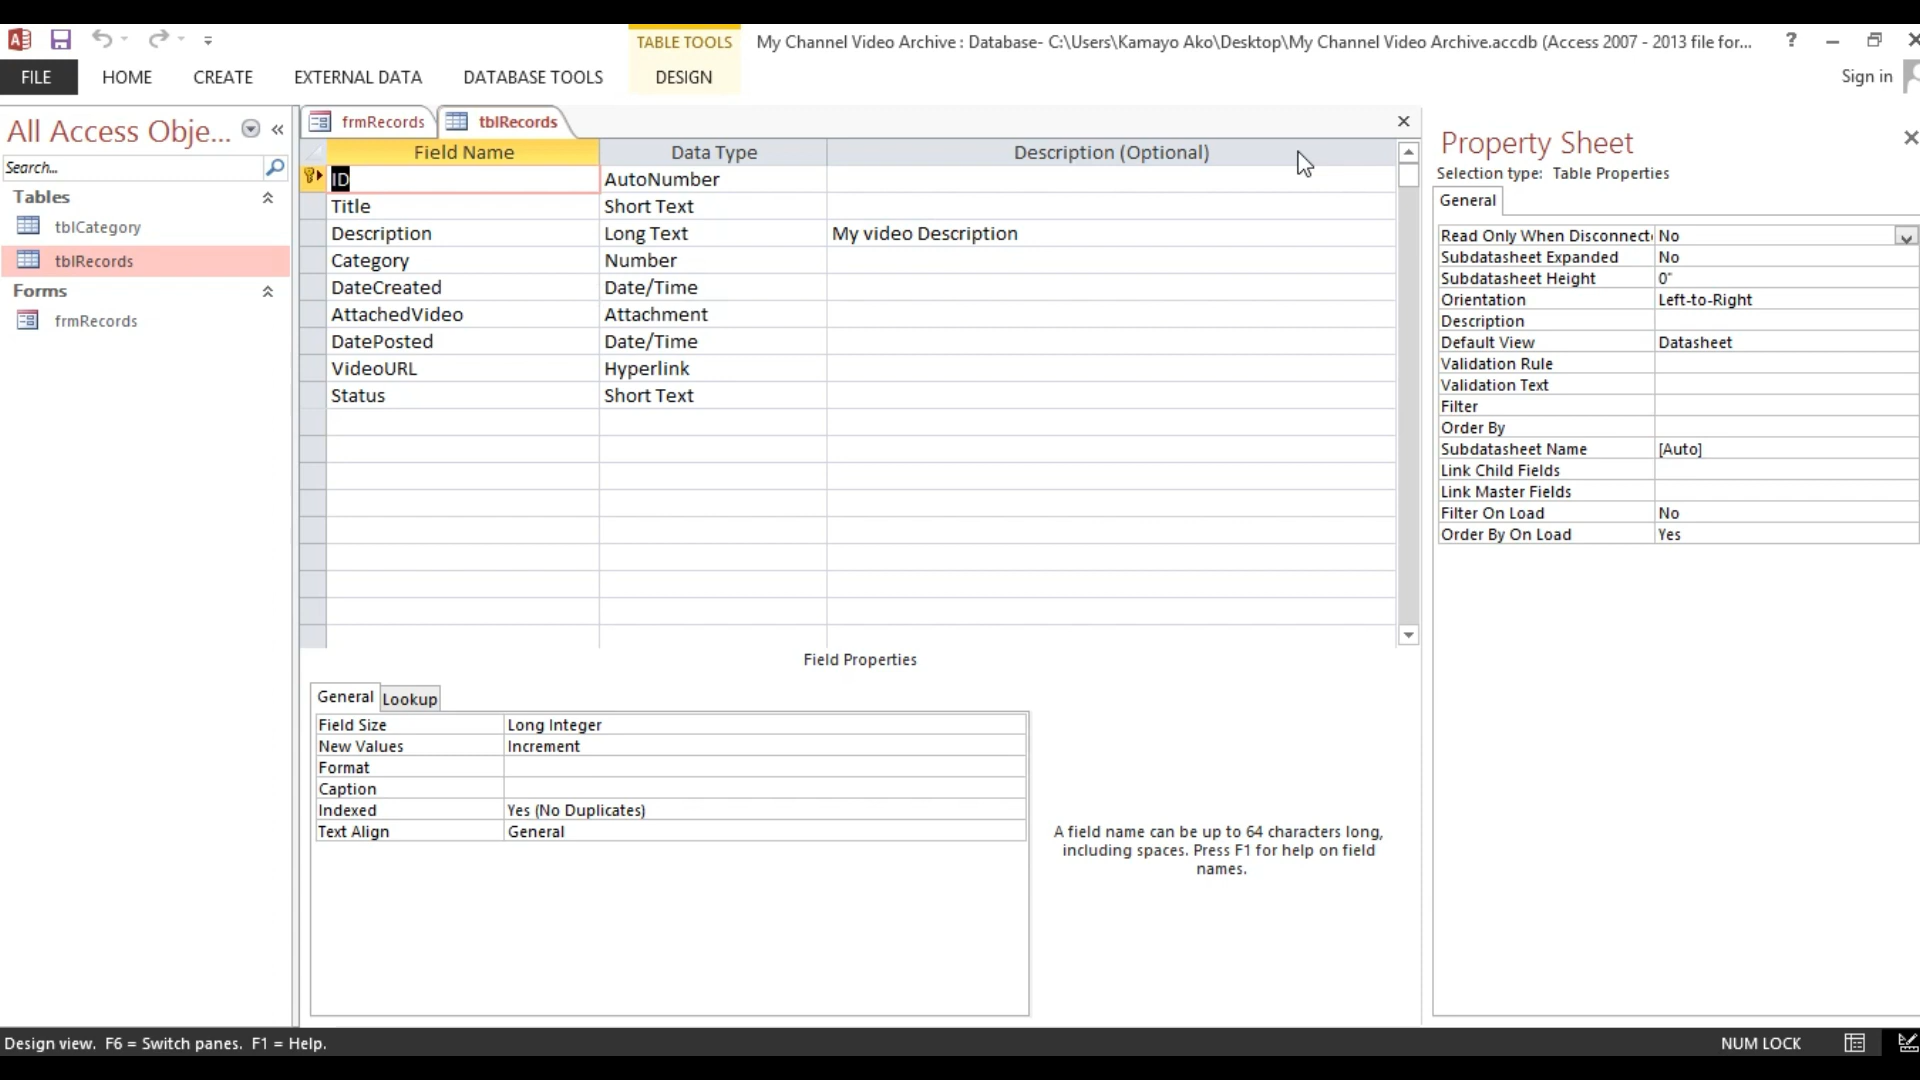 TABLE TOOLS
My Channel Video Archive : Database- C:\Users\Kamayo Ako\Desktop\My Channel Video Archive.accdb (Access 2007 - 2013 file for...
?
FILE HOME CREATE EXTERNAL DATA DATABASE TOOLS DESIGN
Sign in
All Access Obje...
Search...
Tables
tblCategory
tblRecords
Forms
frmRecords
frmRecords tblRecords
Field Name Data Type Description (Optional)
ID AutoNumber
Title Short Text
Description Long Text My video Description
Category Number
DateCreated Date/Time
AttachedVideo Attachment
DatePosted Date/Time
VideoURL Hyperlink
Status Short Text
Field Properties
General Lookup
Field Size Long Integer
New Values Increment
Format
Caption
Indexed Yes (No Duplicates)
Text Align General
A field name can be up to 64 characters long,
including spaces. Press F1 for help on field
names.
Property Sheet
Selection type: Table Properties
General
Read Only When Disconnect No
Subdatasheet Expanded No
Subdatasheet Height 0"
Orientation Left-to-Right
Description
Default View Datasheet
Validation Rule
Validation Text
Filter
Order By
Subdatasheet Name [Auto]
Link Child Fields
Link Master Fields
Filter On Load No
Order By On Load Yes
Design view. F6 = Switch panes. F1 = Help.
NUM LOCK